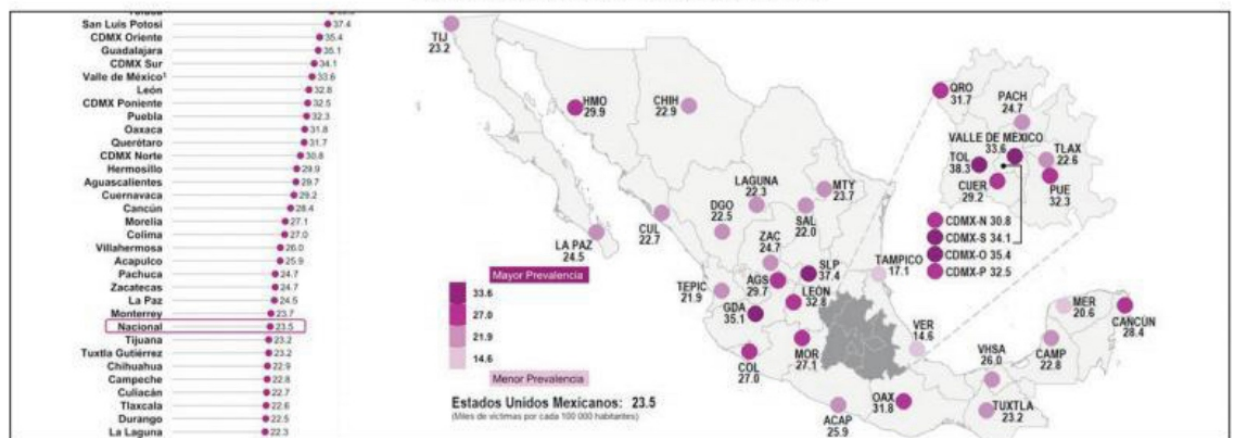 San Luis Potosí 37.4
CDMX Oriente 35.4
Guadalajara 35.1
CDMX Sur 34.1
Valle de México¹ 33.6
León 32.8
CDMX Poniente 32.5
Puebla 32.3
Oaxaca 31.8
Querétaro 31.7
CDMX Norte 30.8
Hermosillo 29.9
Aguascalientes 29.7
Cuernavaca 29.2
Cancún 28.4
Morelia 27.1
Colima 27.0
Villahermosa 26.0
Acapulco 25.9
Pachuca 24.7
Zacatecas 24.7
La Paz 24.5
Monterrey 23.7
Nacional 23.5
Tijuana 23.2
Tuxtla Gutiérrez 23.2
Chihuahua 22.9
Campeche 22.8
Culiacán 22.7
Tlaxcala 22.6
Durango 22.5
La Laguna 22.3
TIJ
23.2
HMO
29.9
CHIH
22.9
LAGUNA
22.3
MTY
23.7
DGO
22.5
SAL
22.0
CUL
22.7
LA PAZ
24.5
ZAC
24.7
SLP
37.4
TAMPICO
17.1
TEPIC
21.9
AGS
29.7
LEON
32.8
GDA
35.1
COL
27.0
MOR
27.1
VER
14.6
MER
20.6
CANCÚN
28.4
CAMP
22.8
VHSA
26.0
OAX
31.8
TUXTLA
23.2
ACAP
25.9
QRO
31.7
PACH
24.7
VALLE DE MEXICO
33.6
TOL
38.3
TLAX
22.6
CUER
29.2
PUE
32.3
CDMX-N 30.8
CDMX-S 34.1
CDMX-O 35.4
CDMX-P 32.5
Mayor Prevalencia
33.6
27.0
21.9
14.6
Menor Prevalencia
Estados Unidos Mexicanos: 23.5
(Miles de víctimas por cada 100 000 habitantes)